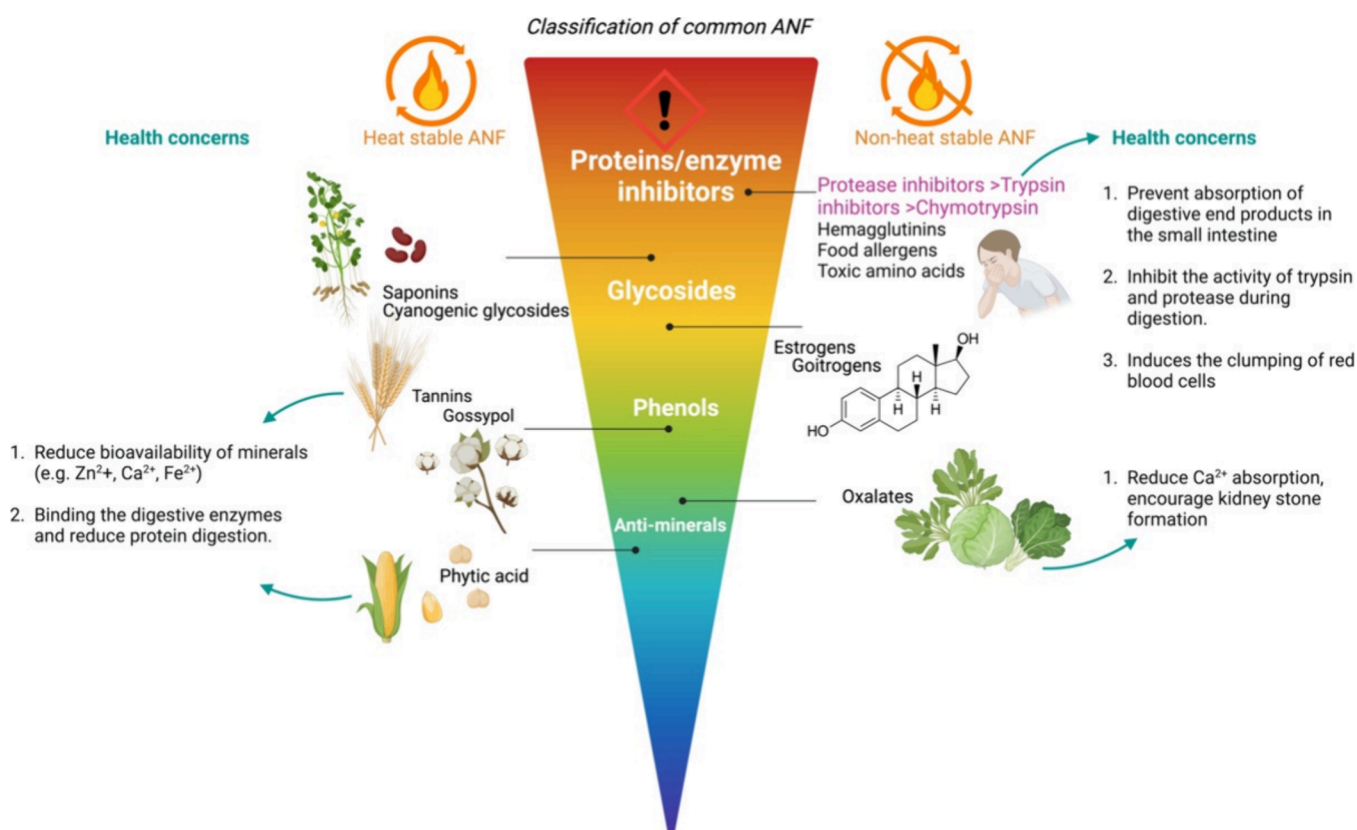 Classification of common ANF
Health concerns
Heat stable ANF
Non-heat stable ANF
Health concerns
!
Proteins/enzyme
inhibitors
Protease inhibitors >Trypsin
inhibitors >Chymotrypsin
Hemagglutinins
Food allergens
Toxic amino acids
1. Prevent absorption of
digestive end products in
the small intestine
2. Inhibit the activity of trypsin
and protease during
digestion.
3. Induces the clumping of red
blood cells
Saponins
Cyanogenic glycosides
Glycosides
Estrogens
Goitrogens
OH
H
H
H
HO
Tannins
Gossypol
Phenols
1. Reduce bioavailability of minerals
(e.g. Zn²+, Ca²⁺, Fe²⁺)
2. Binding the digestive enzymes
and reduce protein digestion.
Oxalates
1. Reduce Ca²⁺ absorption,
encourage kidney stone
formation
Anti-minerals
Phytic acid